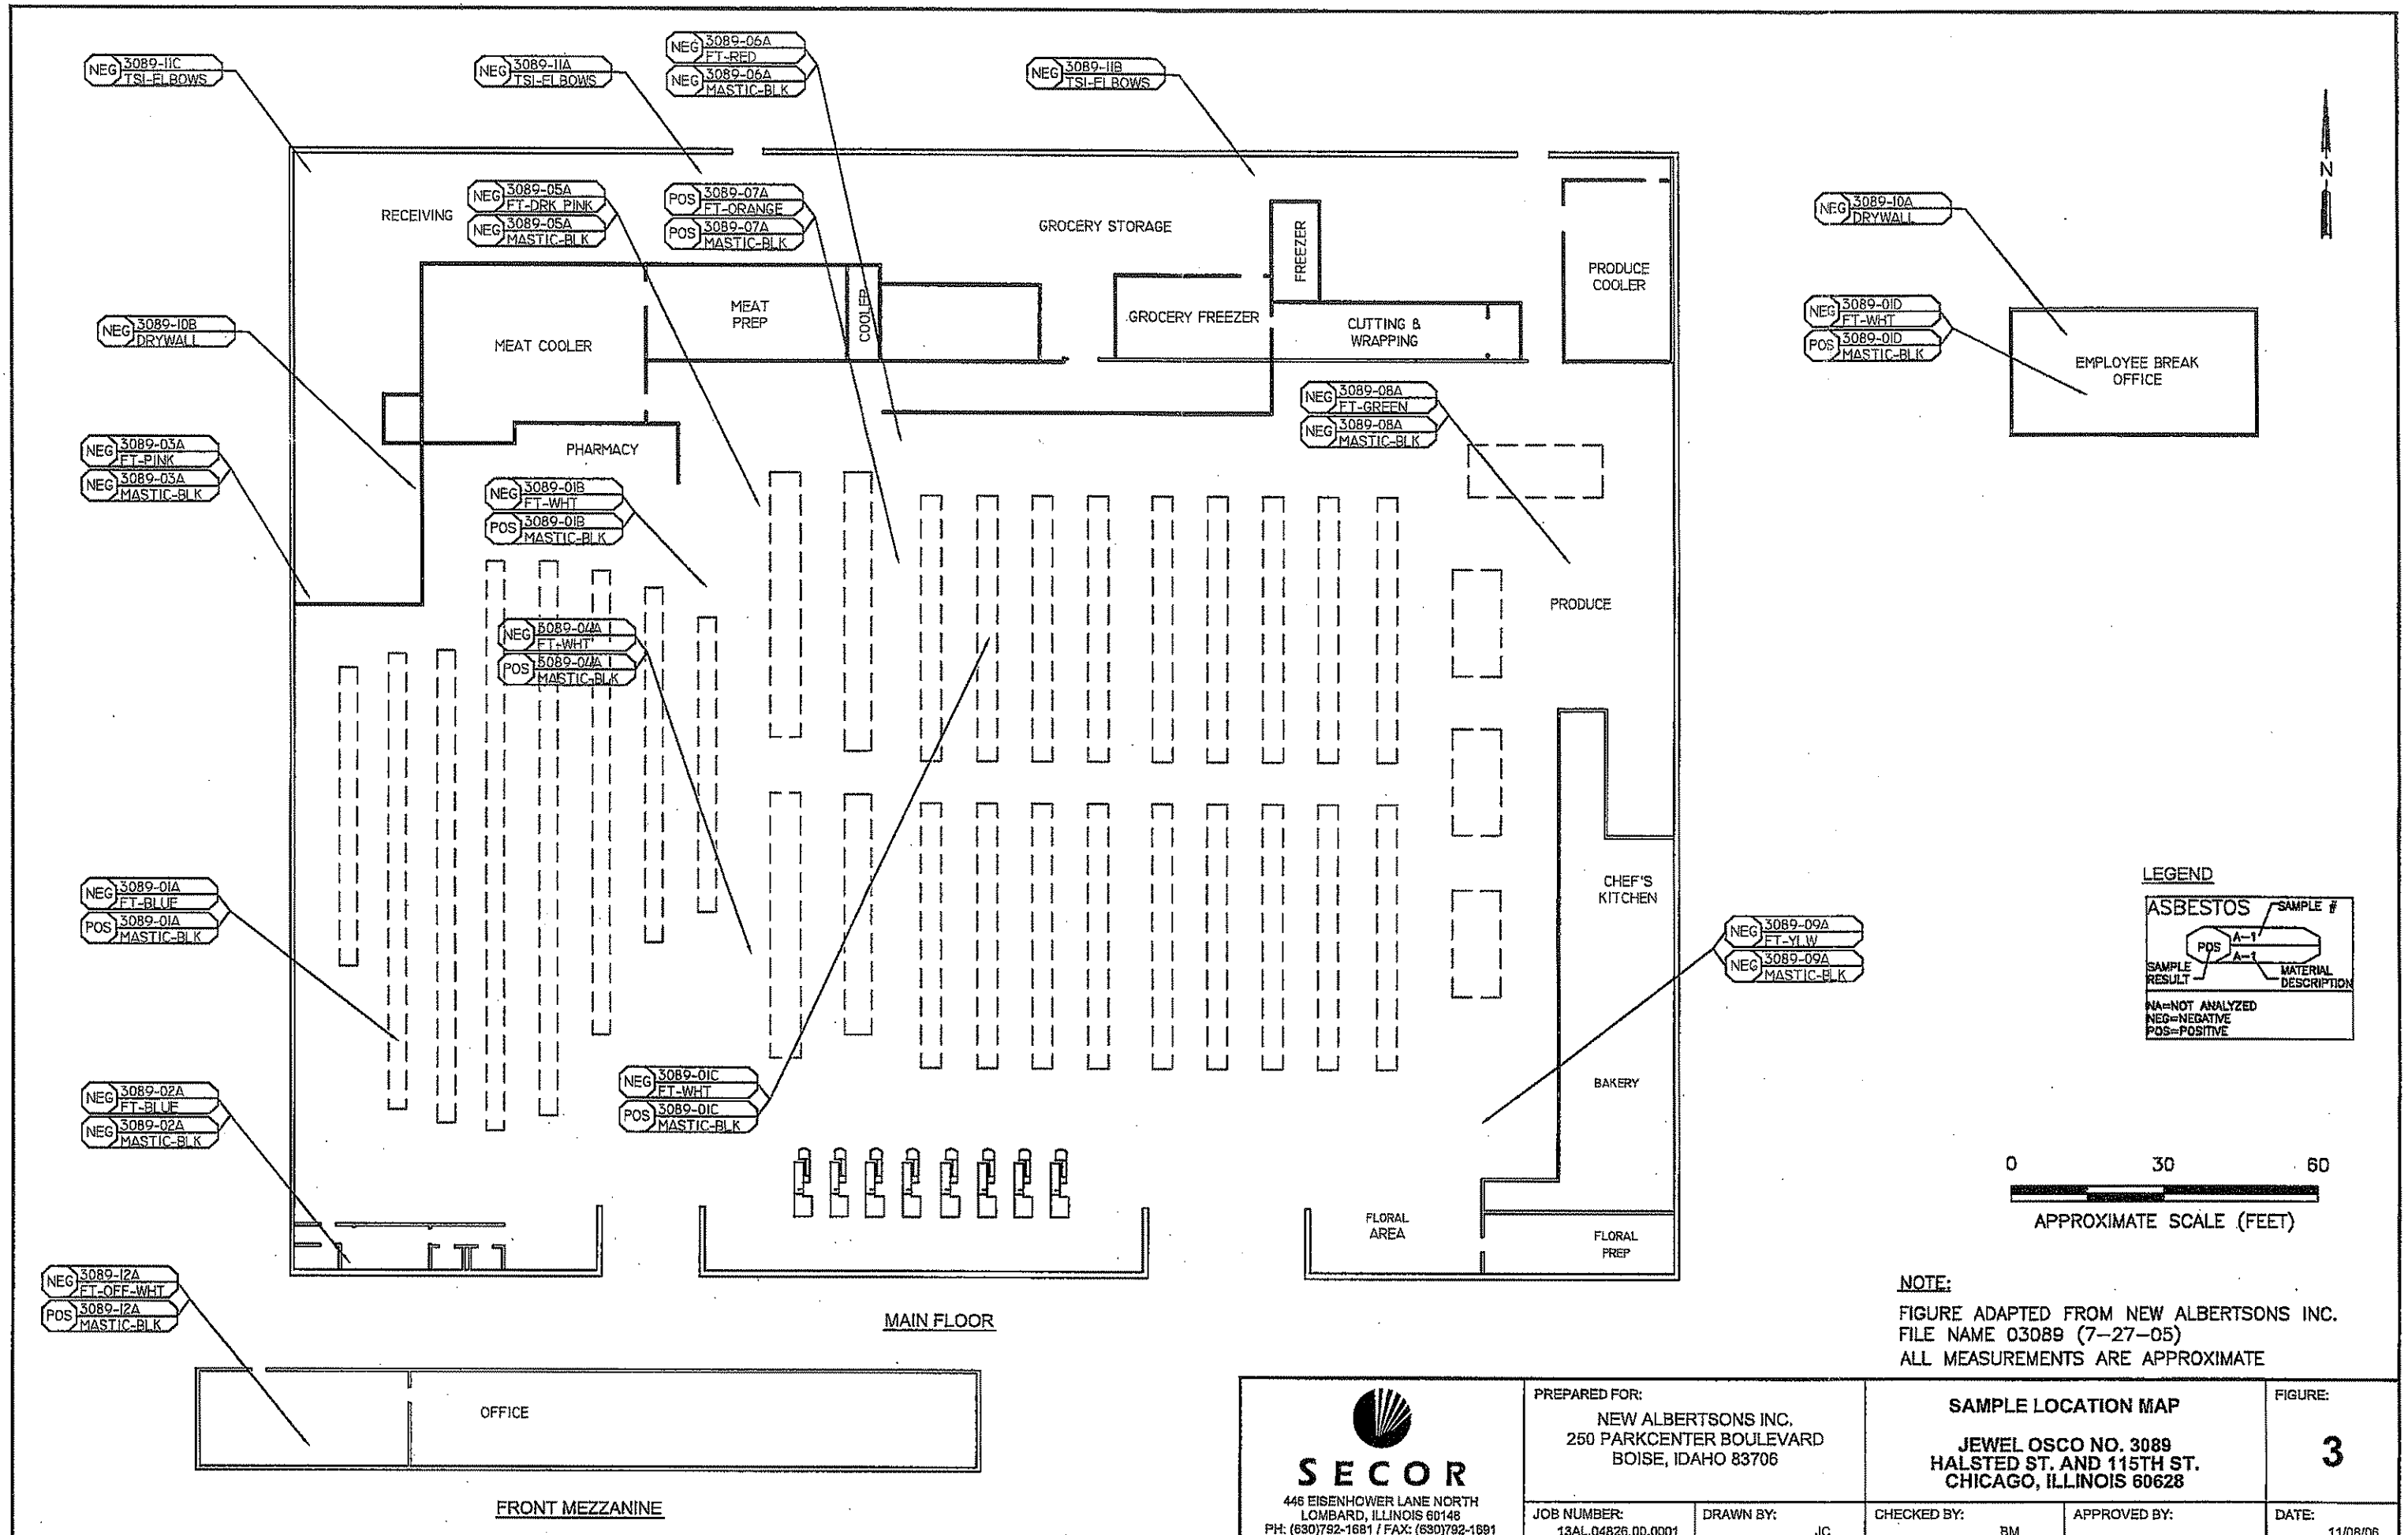 NEG 3089-11C
TSI-ELBOWS
NEG 3089-11A
TSI-ELBOWS
NEG 3089-06A
FT-RED
NEG 3089-06A
MASTIC-BLK
NEG 3089-11B
TSI-ELBOWS
N
RECEIVING
NEG 3089-05A
FT-DRK PINK
NEG 3089-05A
MASTIC-BLK
POS 3089-07A
FT-ORANGE
POS 3089-07A
MASTIC-BLK
GROCERY STORAGE
FREEZER
PRODUCE
COOLER
NEG 3089-10A
DRYWALL
NEG 3089-10B
DRYWALL
MEAT COOLER
MEAT
PREP
COOLER
GROCERY FREEZER
CUTTING &
WRAPPING
NEG 3089-01D
FT-WHT
POS 3089-01D
MASTIC-BLK
EMPLOYEE BREAK
OFFICE
NEG 3089-03A
FT-PINK
NEG 3089-03A
MASTIC-BLK
PHARMACY
NEG 3089-08A
FT-GREEN
NEG 3089-08A
MASTIC-BLK
NEG 3089-01B
FT-WHT
POS 3089-01B
MASTIC-BLK
NEG 3089-04A
FT-WHT
POS 3089-04A
MASTIC-BLK
PRODUCE
NEG 3089-01A
FT-BLUE
POS 3089-01A
MASTIC-BLK
CHEF'S
KITCHEN
NEG 3089-09A
FT-YLW
NEG 3089-09A
MASTIC-BLK
LEGEND
ASBESTOS SAMPLE #
POS A-1
A-1
SAMPLE
RESULT
MATERIAL
DESCRIPTION
NA=NOT ANALYZED
NEG=NEGATIVE
POS=POSITIVE
NEG 3089-02A
FT-BLUE
NEG 3089-02A
MASTIC-BLK
NEG 3089-01C
FT-WHT
POS 3089-01C
MASTIC-BLK
BAKERY
0 30 60
APPROXIMATE SCALE (FEET)
FLORAL
AREA
FLORAL
PREP
NEG 3089-12A
FT-OFF-WHT
POS 3089-12A
MASTIC-BLK
MAIN FLOOR
NOTE:
FIGURE ADAPTED FROM NEW ALBERTSONS INC.
FILE NAME 03089 (7-27-05)
ALL MEASUREMENTS ARE APPROXIMATE
OFFICE
FRONT MEZZANINE
SECOR
446 EISENHOWER LANE NORTH
LOMBARD, ILLINOIS 60148
PH: (630)792-1681 / FAX: (630)792-1691
PREPARED FOR:
NEW ALBERTSONS INC.
250 PARKCENTER BOULEVARD
BOISE, IDAHO 83706
SAMPLE LOCATION MAP
JEWEL OSCO NO. 3089
HALSTED ST. AND 115TH ST.
CHICAGO, ILLINOIS 60628
FIGURE:
3
JOB NUMBER:
13AL.04826.00.0001
DRAWN BY:
JC
CHECKED BY:
BM
APPROVED BY:
DATE:
11/08/06